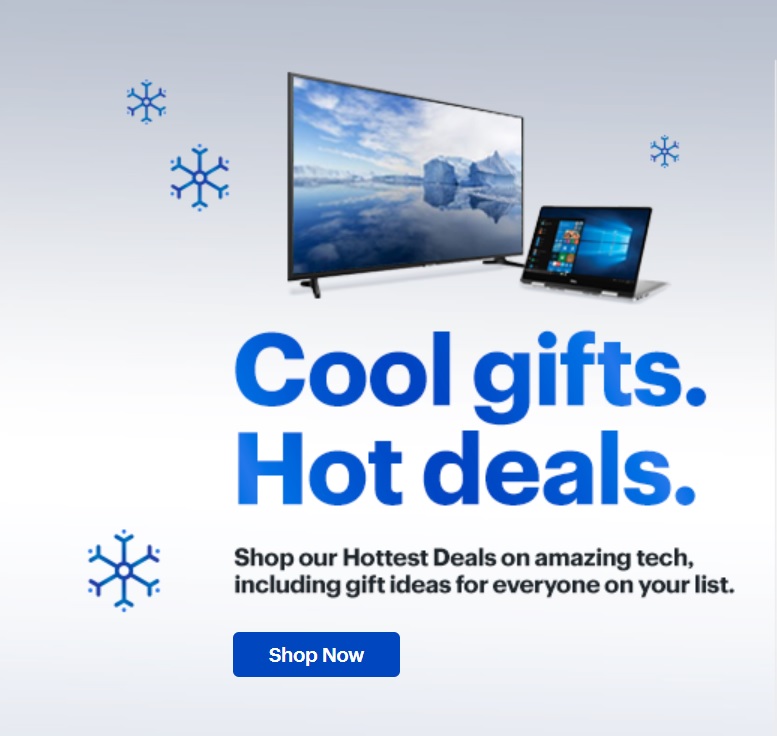 Cool gifts.
Hot deals.
Shop our Hottest Deals on amazing tech,
including gift ideas for everyone on your list.
Shop Now